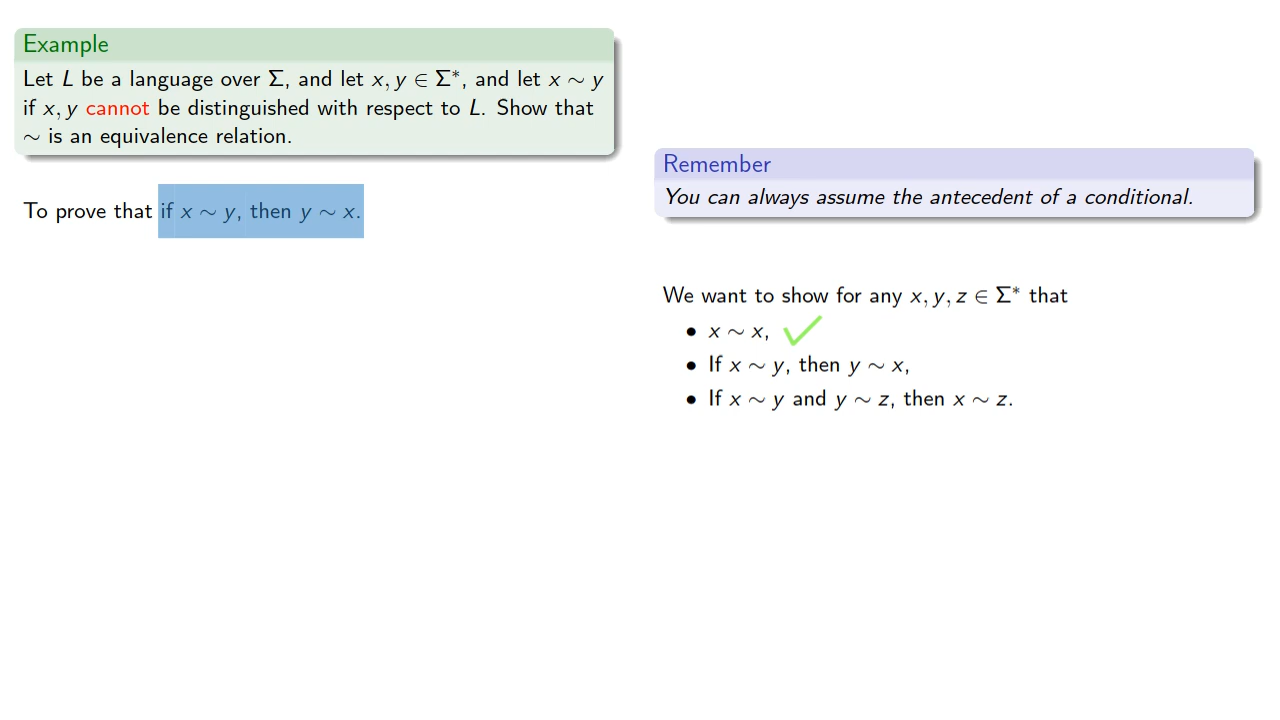 Example
Let L be a language over Σ, and let x, y ∈ Σ*, and let x ∼ y
if x, y cannot be distinguished with respect to L. Show that
∼ is an equivalence relation.
To prove that if x ∼ y, then y ∼ x.
Remember
You can always assume the antecedent of a conditional.
We want to show for any x, y, z ∈ Σ* that
• x ∼ x,
• If x ∼ y, then y ∼ x,
• If x ∼ y and y ∼ z, then x ∼ z.